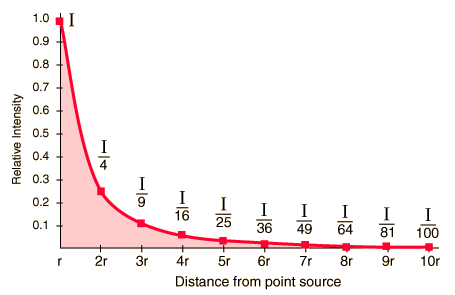 1.0
0.9
0.8
0.7
0.6
0.5
0.4
0.3
0.2
0.1
Relative Intensity
I
I/4
I/9
I/16
I/25
I/36
I/49
I/64
I/81
I/100
r 2r 3r 4r 5r 6r 7r 8r 9r 10r
Distance from point source